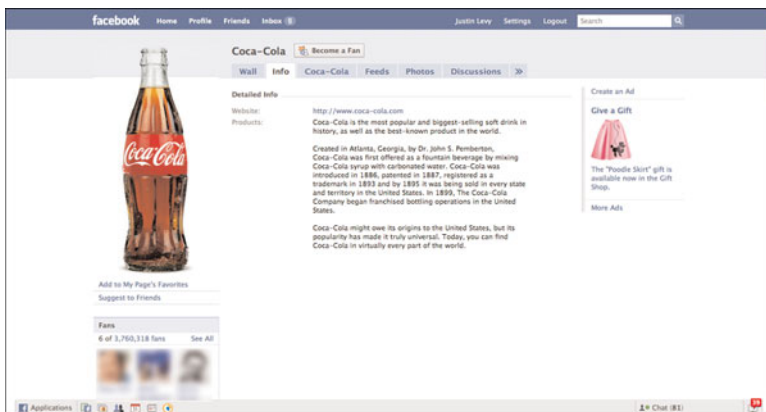 facebook Home Profile Friends Inbox 9 Justin Levy Settings Logout Search
Coca-Cola Become a Fan
Wall Info Coca-Cola Feeds Photos Discussions »
Detailed Info
Website: http://www.coca-cola.com
Products: Coca-Cola is the most popular and biggest-selling soft drink in
history, as well as the best-known product in the world.
Created in Atlanta, Georgia, by Dr. John S. Pemberton,
Coca-Cola was first offered as a fountain beverage by mixing
Coca-Cola syrup with carbonated water. Coca-Cola was
introduced in 1886, patented in 1887, registered as a
trademark in 1893 and by 1895 it was being sold in every state
and territory in the United States. In 1899, The Coca-Cola
Company began franchised bottling operations in the United
States.
Coca-Cola might owe its origins to the United States, but its
popularity has made it truly universal. Today, you can find
Coca-Cola in virtually every part of the world.
Create an Ad
Give a Gift
The "Poodle Skirt" gift is
available now in the Gift
Shop.
More Ads
Coca-Cola
Add to My Page's Favorites
Suggest to Friends
Fans
6 of 3,760,318 fans See All
Applications Chat (81)